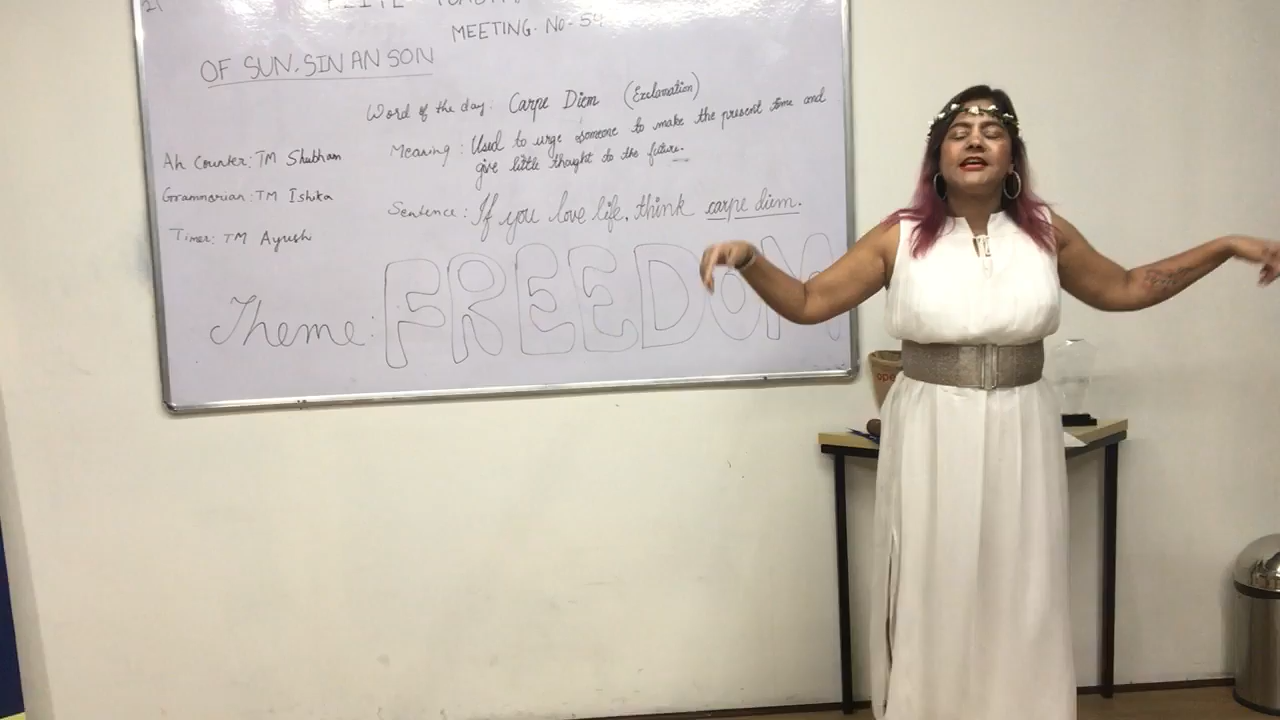 21
MEETING. NO- 54
OF SUN, SIN AN SON
Word of the day: Carpe Diem (Exclamation)
Meaning: Used to urge someone to make the present time and
give little thought to the future.
Sentence: If you love life, think carpe diem.
Ah Counter: TM Shubham
Grammarian: TM Ishika
Timer: TM Ayush
Theme: FREEDOM
ope